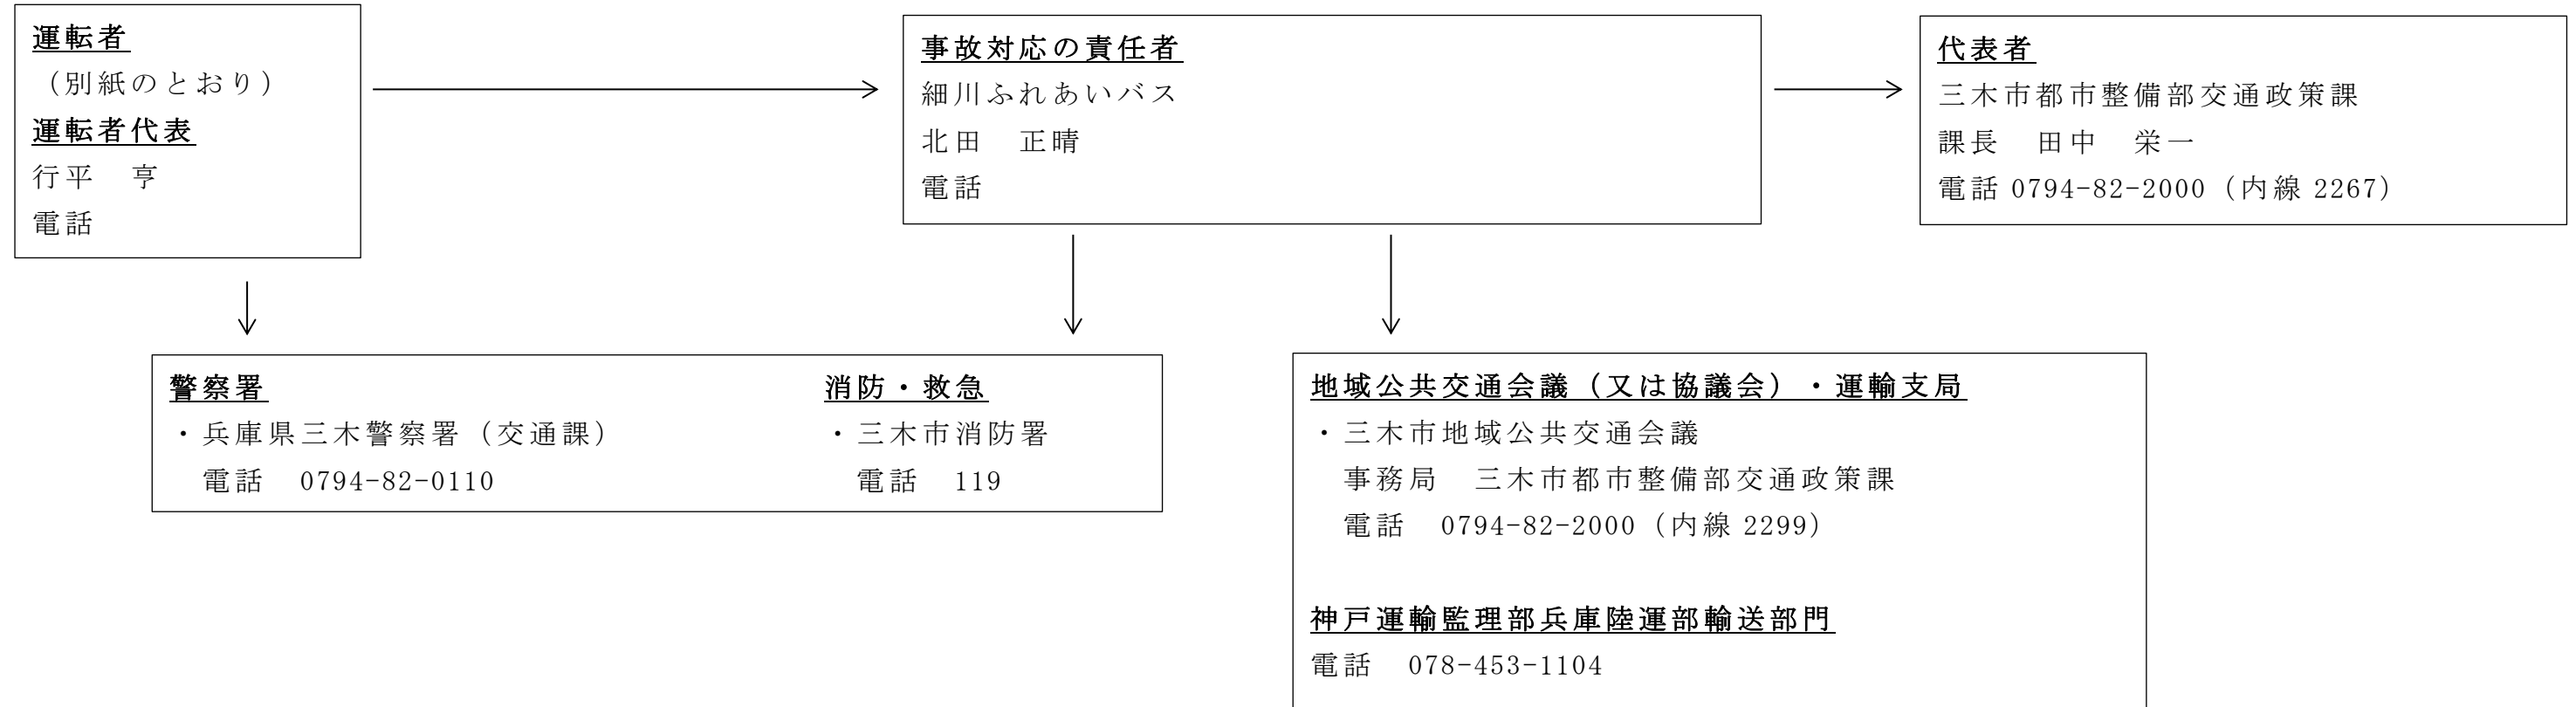 運転者
（別紙のとおり）
運転者代表
行平　亨
電話
事故対応の責任者
細川ふれあいバス
北田　正晴
電話
代表者
三木市都市整備部交通政策課
課長　田中　栄一
電話 0794-82-2000（内線 2267）
警察署
・兵庫県三木警察署（交通課）
電話　0794-82-0110
消防・救急
・三木市消防署
電話　119
地域公共交通会議（又は協議会）・運輸支局
・三木市地域公共交通会議
事務局　三木市都市整備部交通政策課
電話　0794-82-2000（内線 2299）
神戸運輸監理部兵庫陸運部輸送部門
電話　078-453-1104